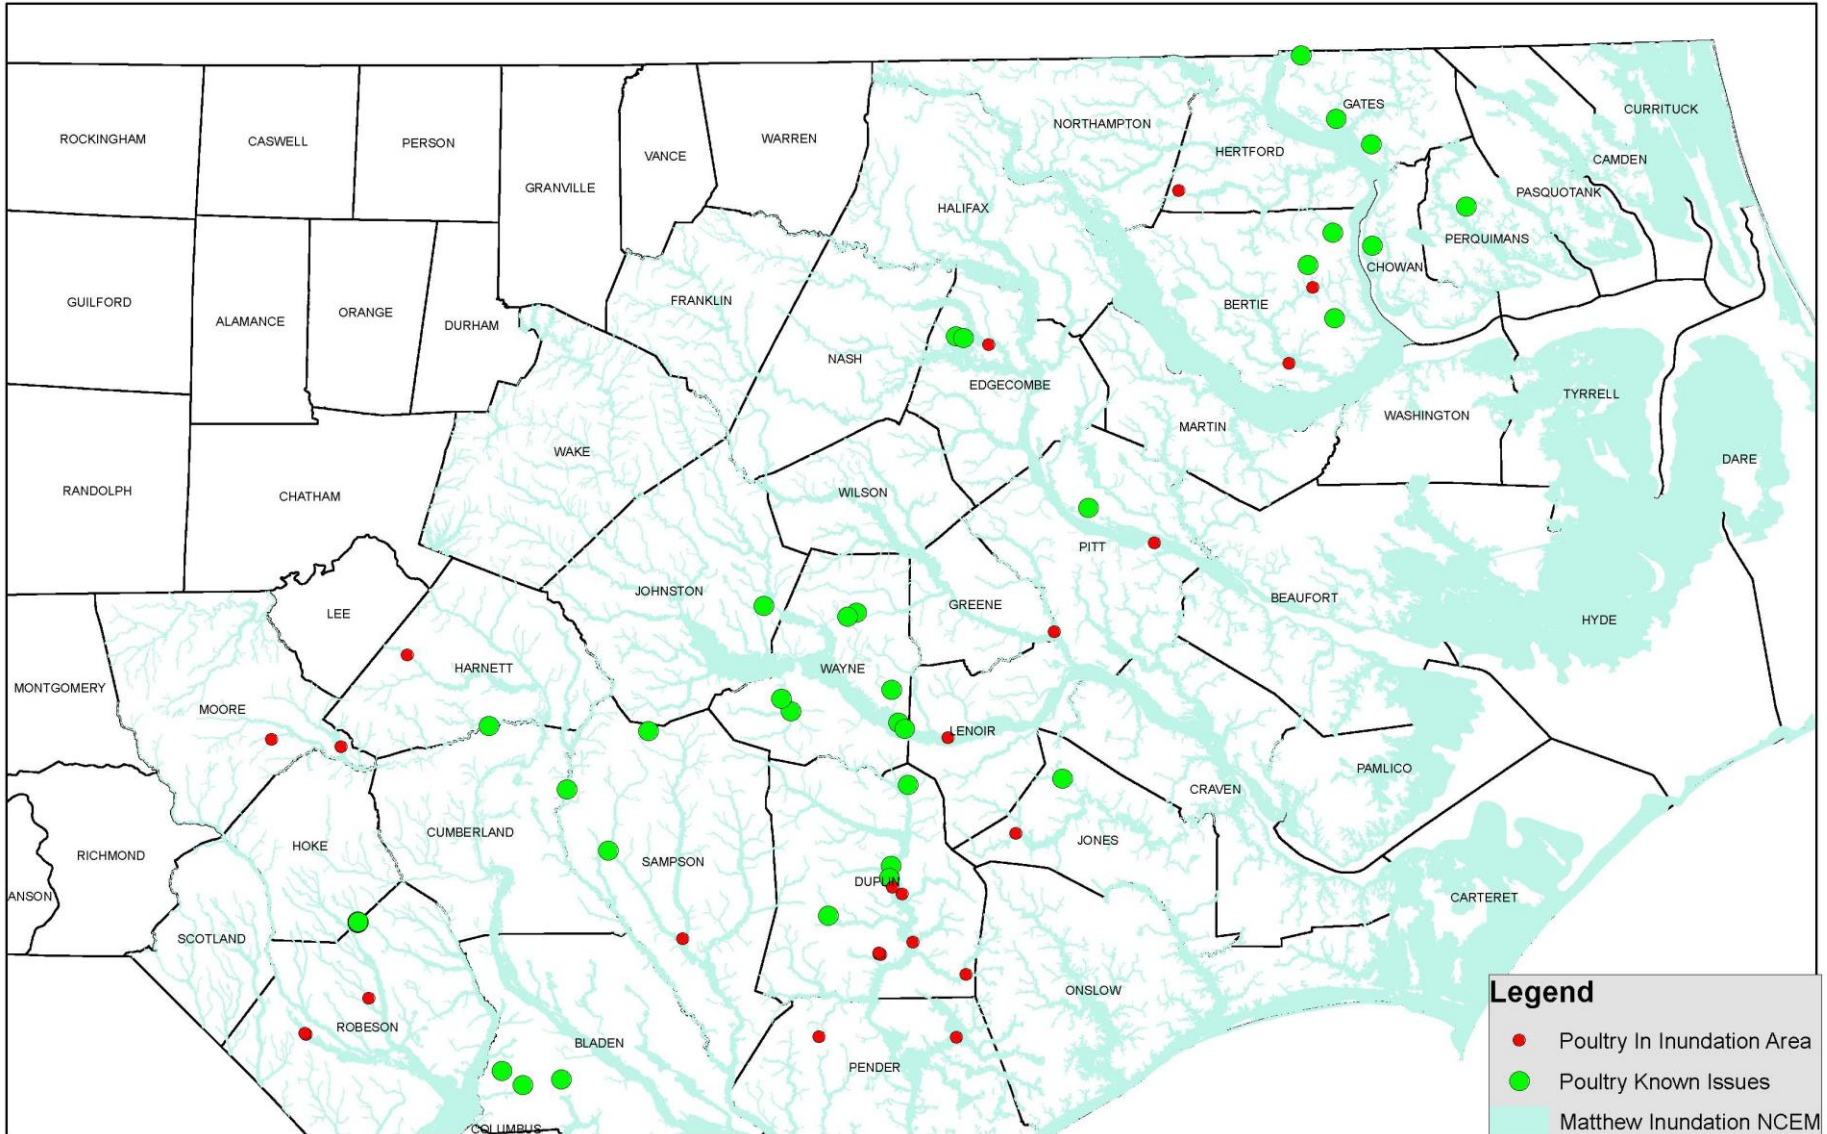 CURRITUCK
GATES
NORTHAMPTON
ROCKINGHAM
CASWELL
PERSON
WARREN
VANCE
HERTFORD
CAMDEN
GRANVILLE
PASQUOTANK
HALIFAX
PERQUIMANS
CHOWAN
GUILFORD
FRANKLIN
BERTIE
ALAMANCE
ORANGE
DURHAM
NASH
EDGECOMBE
TYRRELL
WASHINGTON
MARTIN
WAKE
DARE
RANDOLPH
CHATHAM
WILSON
PITT
JOHNSTON
BEAUFORT
GREENE
LEE
HYDE
HARNETT
WAYNE
MONTGOMERY
MOORE
LENOIR
PAMLICO
CRAVEN
CUMBERLAND
JONES
HOKE
RICHMOND
SAMPSON
DUPLIN
ANSON
CARTERET
SCOTLAND
ONSLOW
ROBESON
BLADEN
PENDER
COLUMBUS
Legend
Poultry In Inundation Area
Poultry Known Issues
Matthew Inundation NCEM